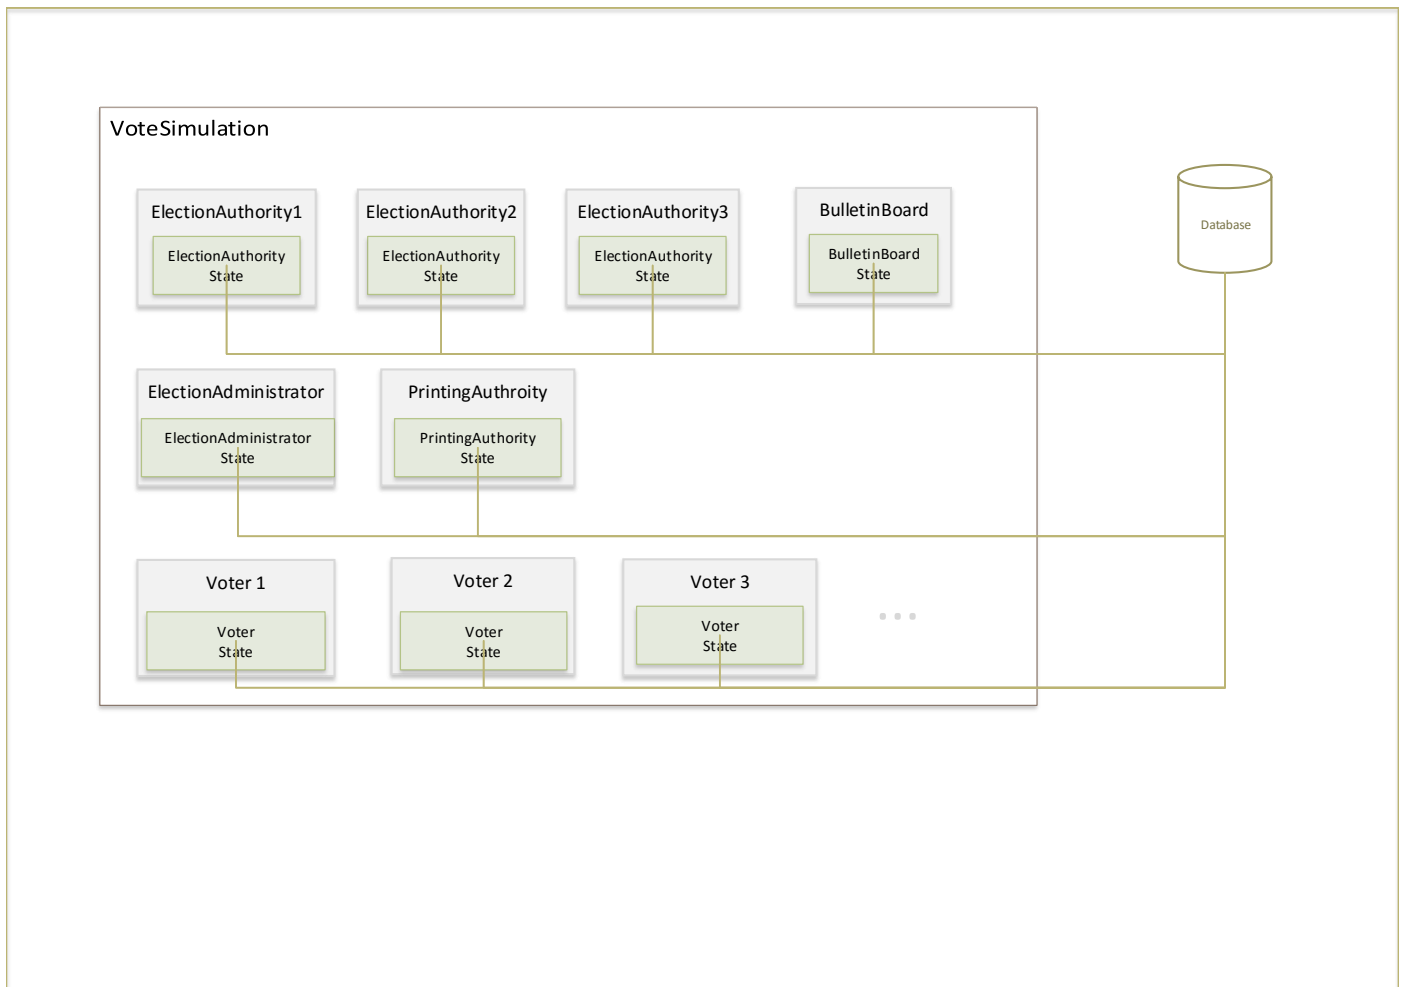 VoteSimulation
ElectionAuthority1
ElectionAuthority
State
ElectionAuthority2
ElectionAuthority
State
ElectionAuthority3
ElectionAuthority
State
BulletinBoard
BulletinBoard
State
Database
ElectionAdministrator
ElectionAdministrator
State
PrintingAuthroity
PrintingAuthority
State
Voter 1
Voter
State
Voter 2
Voter
State
Voter 3
Voter
State
...